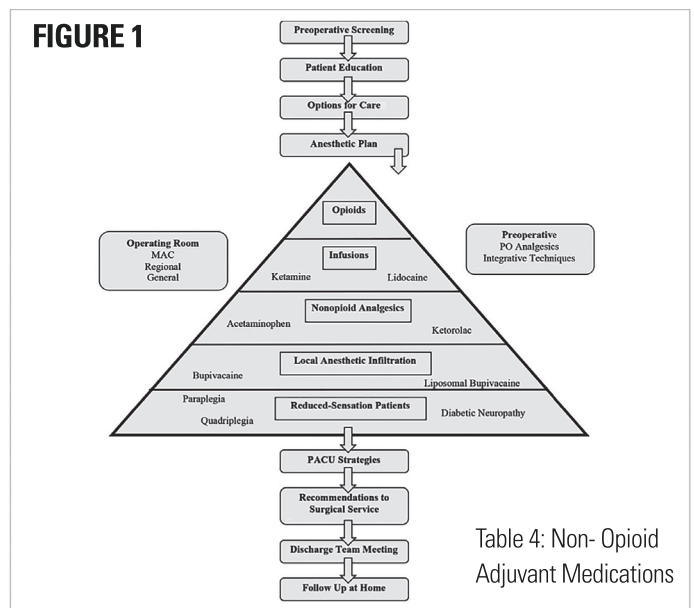 FIGURE 1
Preoperative Screening
Patient Education
Options for Care
Anesthetic Plan
Opioids
Operating Room
MAC
Regional
General
Preoperative
PO Analgesics
Integrative Techniques
Infusions
Ketamine
Lidocaine
Nonopioid Analgesics
Acetaminophen
Ketorolac
Local Anesthetic Infiltration
Bupivacaine
Liposomal Bupivacaine
Paraplegia
Quadriplegia
Reduced-Sensation Patients
Diabetic Neuropathy
PACU Strategies
Recommendations to
Surgical Service
Discharge Team Meeting
Follow Up at Home
Table 4: Non- Opioid
Adjuvant Medications